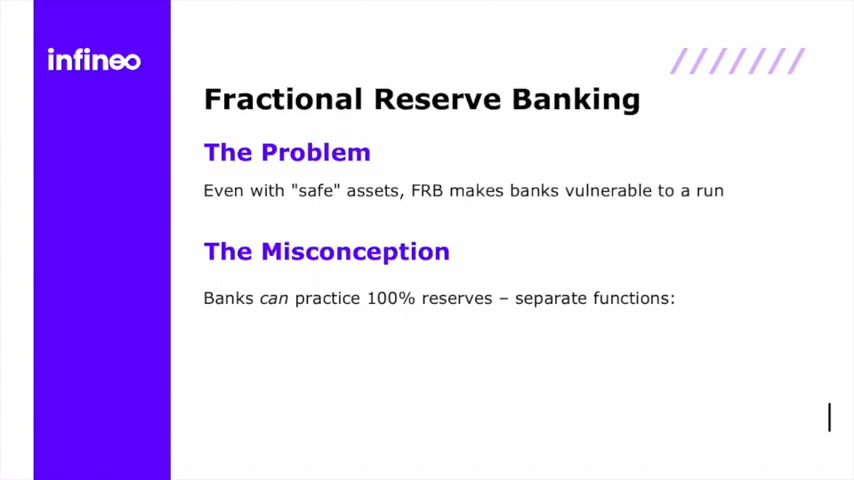 infineo
Fractional Reserve Banking
The Problem
Even with "safe" assets, FRB makes banks vulnerable to a run
The Misconception
Banks can practice 100% reserves – separate functions: